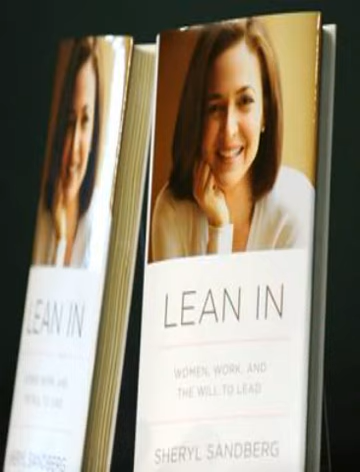 LEAN IN
LEAN IN
WOMEN, WORK, AND
THE WILL TO LEAD
SHERYL SANDBERG